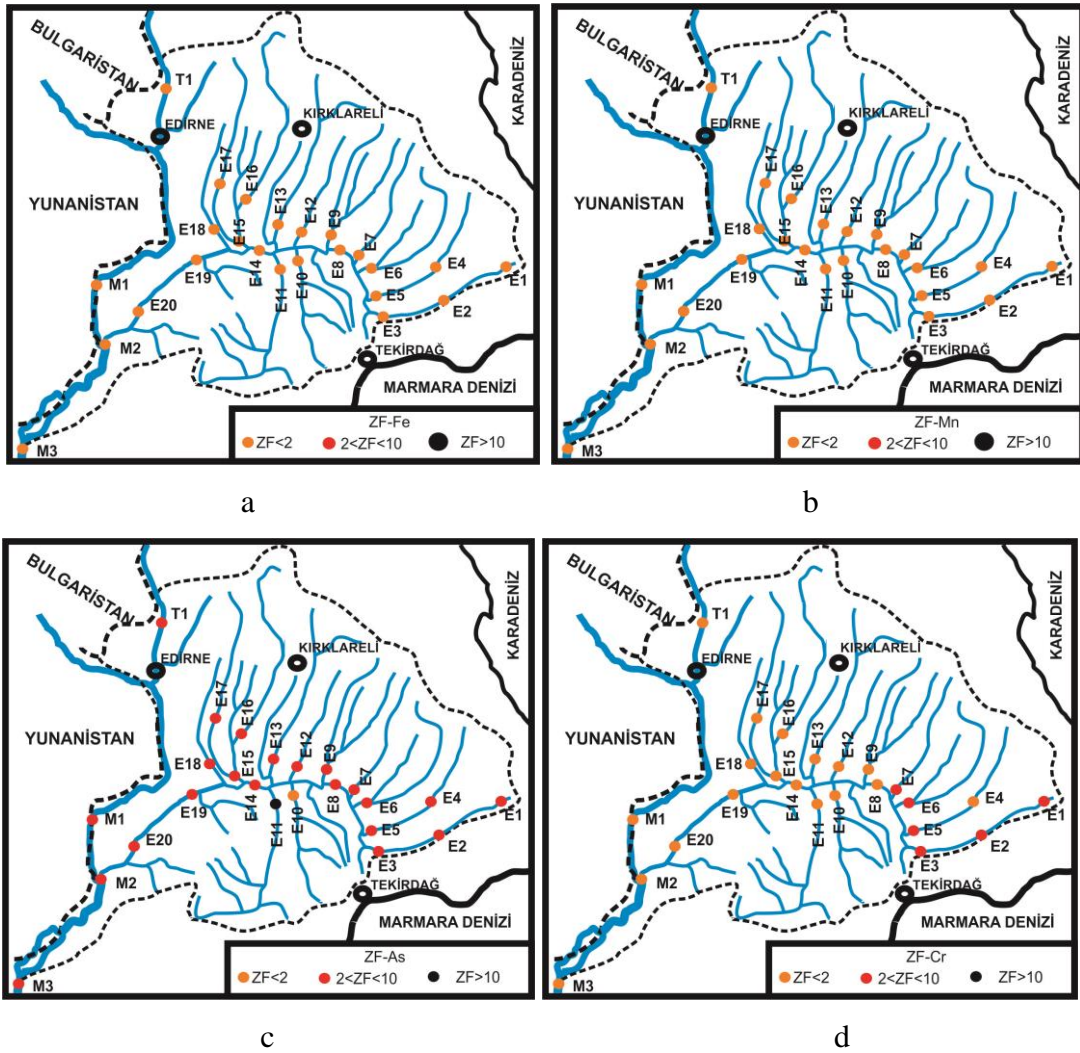 BULGARİSTAN
T1
EDİRNE
KIRKLARELİ
KARADENİZ
YUNANİSTAN
E17
E16
E13
E12
E9
E7
E18
E15
E14
E19
E11
E10
E8
E6
E4
E1
M1
E20
E5
E2
E3
M2
TEKİRDAĞ
MARMARA DENİZİ
M3
ZF-Fe
ZF<2 2<ZF<10 ZF>10
a
BULGARİSTAN
T1
EDİRNE
KIRKLARELİ
KARADENİZ
YUNANİSTAN
E17
E16
E13
E12
E9
E7
E18
E15
E14
E19
E11
E10
E8
E6
E4
E1
M1
E20
E5
E2
E3
M2
TEKİRDAĞ
MARMARA DENİZİ
M3
ZF-Mn
ZF<2 2<ZF<10 ZF>10
b
BULGARİSTAN
T1
EDİRNE
KIRKLARELİ
KARADENİZ
YUNANİSTAN
E17
E16
E13
E12
E9
E7
E18
E15
E14
E19
E11
E10
E8
E6
E4
E1
M1
E20
E5
E2
E3
M2
TEKİRDAĞ
MARMARA DENİZİ
M3
ZF-As
ZF<2 2<ZF<10 ZF>10
c
BULGARİSTAN
T1
EDİRNE
KIRKLARELİ
KARADENİZ
YUNANİSTAN
E17
E16
E13
E12
E9
E7
E18
E15
E14
E19
E11
E10
E8
E6
E4
E1
M1
E20
E5
E2
E3
M2
TEKİRDAĞ
MARMARA DENİZİ
M3
ZF-Cr
ZF<2 2<ZF<10 ZF>10
d